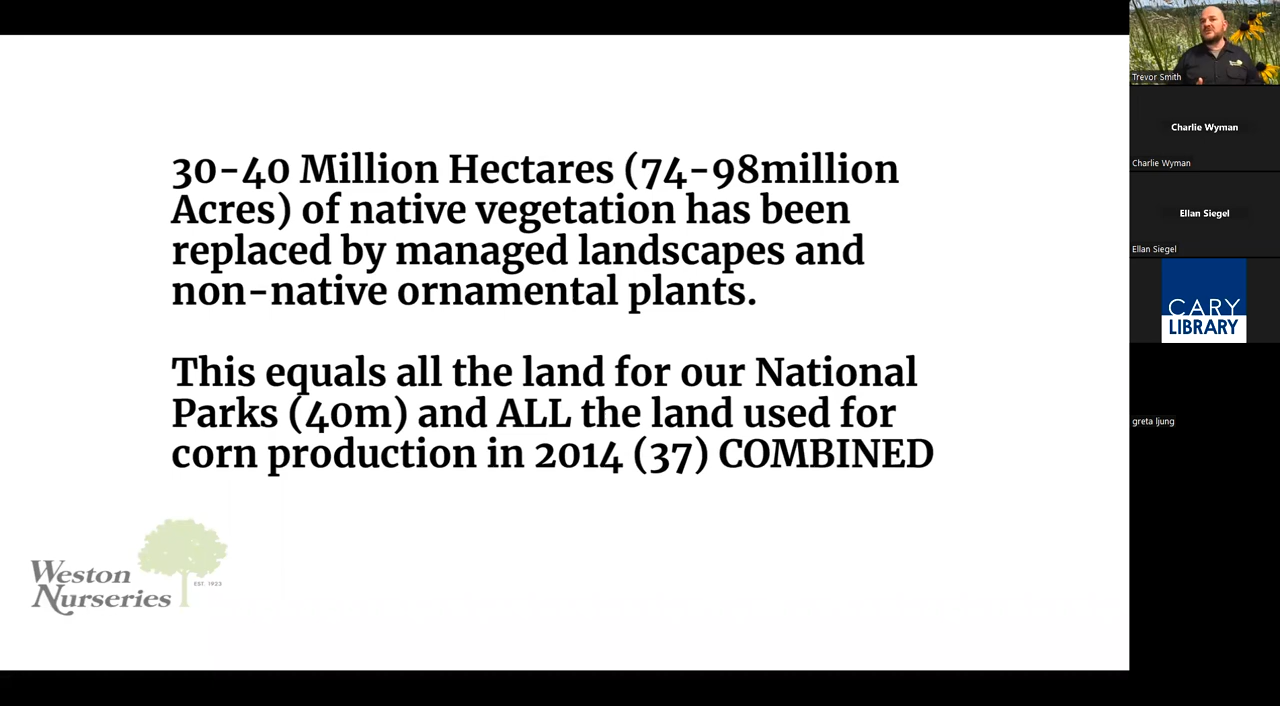 30-40 Million Hectares (74-98million
Acres) of native vegetation has been
replaced by managed landscapes and
non-native ornamental plants.
This equals all the land for our National
Parks (40m) and ALL the land used for
corn production in 2014 (37) COMBINED
Weston
Nurseries
EST. 1923
Trevor Smith
Charlie Wyman
Charlie Wyman
Ellan Siegel
Ellan Siegel
CARY
LIBRARY
greta ljung